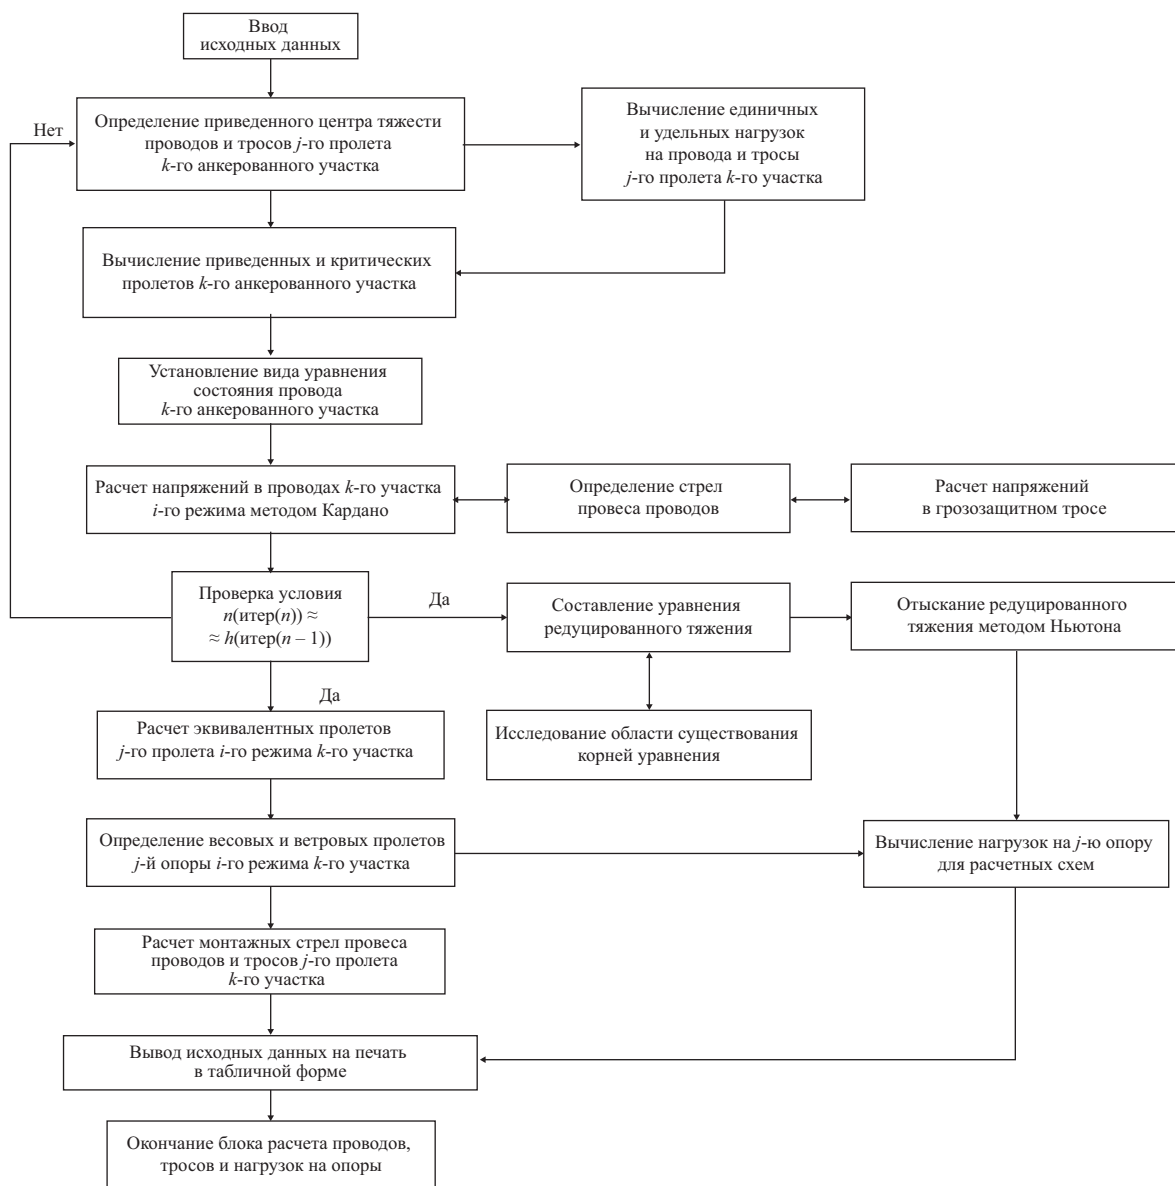 Ввод
исходных данных
Нет
Определение приведенного центра тяжести
проводов и тросов j-го пролета
k-го анкерованного участка
Вычисление единичных
и удельных нагрузок
на провода и тросы
j-го пролета k-го участка
Вычисление приведенных и критических
пролетов k-го анкерованного участка
Установление вида уравнения
состояния провода
k-го анкерованного участка
Расчет напряжений в проводах k-го участка
i-го режима методом Кардано
Определение стрел
провеса проводов
Расчет напряжений
в грозозащитном тросе
Проверка условия
n(итер(n)) ≈
≈ h(итер(n – 1))
Да
Составление уравнения
редуцированного тяжения
Отыскание редуцированного
тяжения методом Ньютона
Да
Расчет эквивалентных пролетов
j-го пролета i-го режима k-го участка
Исследование области существования
корней уравнения
Определение весовых и ветровых пролетов
j-й опоры i-го режима k-го участка
Вычисление нагрузок на j-ю опору
для расчетных схем
Расчет монтажных стрел провеса
проводов и тросов j-го пролета
k-го участка
Вывод исходных данных на печать
в табличной форме
Окончание блока расчета проводов,
тросов и нагрузок на опоры